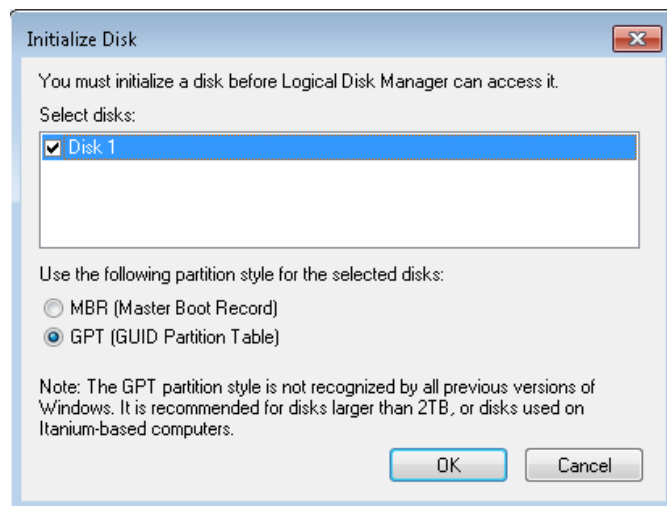 Initialize Disk
You must initialize a disk before Logical Disk Manager can access it.
Select disks:
Disk 1
Use the following partition style for the selected disks:
MBR (Master Boot Record)
GPT (GUID Partition Table)
Note: The GPT partition style is not recognized by all previous versions of
Windows. It is recommended for disks larger than 2TB, or disks used on
Itanium-based computers.
OK Cancel